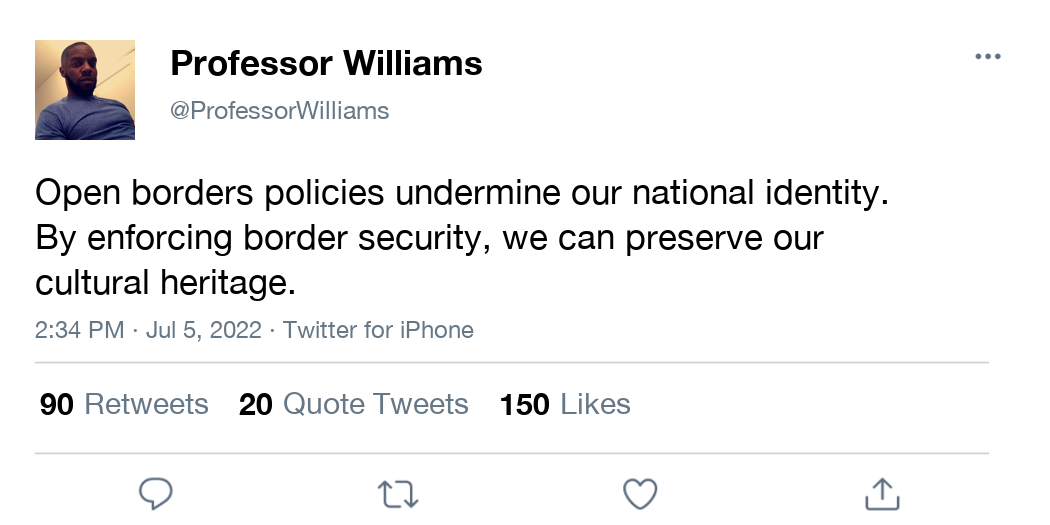 Professor Williams
@ProfessorWilliams
Open borders policies undermine our national identity.
By enforcing border security, we can preserve our
cultural heritage.
2:34 PM · Jul 5, 2022 · Twitter for iPhone
90 Retweets 20 Quote Tweets 150 Likes